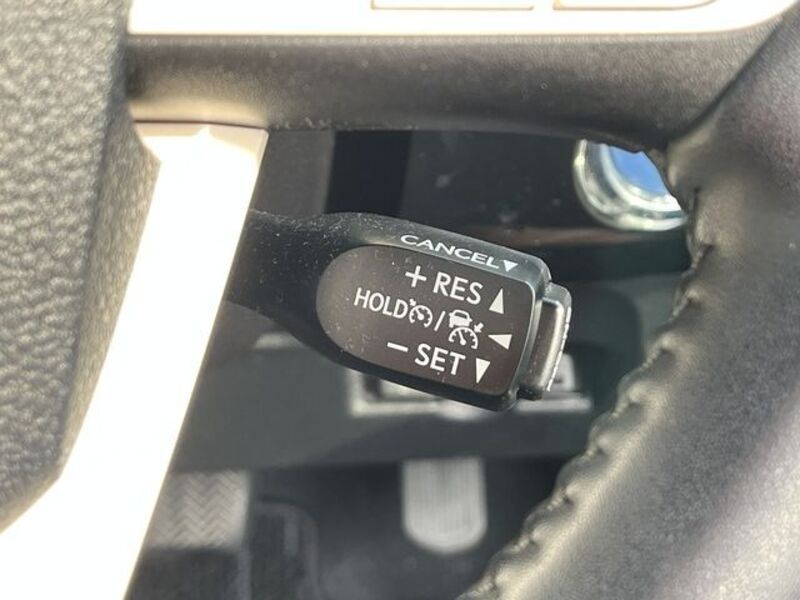 CANCEL▼
+ RES ▲
HOLD / ◀
− SET ▼